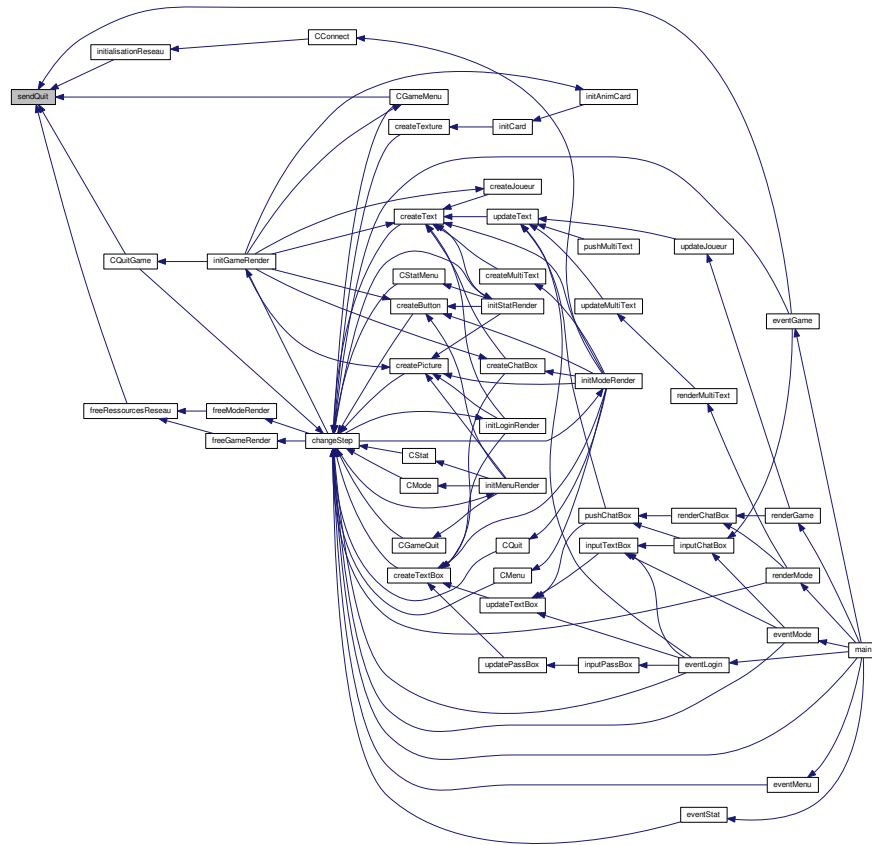 CConnect
initialisationReseau
sendQuit
CGameMenu
initAnimCard
createTexture
initCard
createJoueur
createText
updateText
pushMultiText
updateJoueur
CQuitGame
initGameRender
CStatMenu
createMultiText
createButton
initStatRender
updateMultiText
eventGame
createPicture
createChatBox
initModeRender
renderMultiText
freeRessourcesReseau
freeModeRender
initLoginRender
freeGameRender
changeStep
CStat
CMode
initMenuRender
pushChatBox
renderChatBox
renderGame
CGameQuit
CQuit
inputTextBox
inputChatBox
createTextBox
CMenu
renderMode
updateTextBox
eventMode
main
updatePassBox
inputPassBox
eventLogin
eventMenu
eventStat